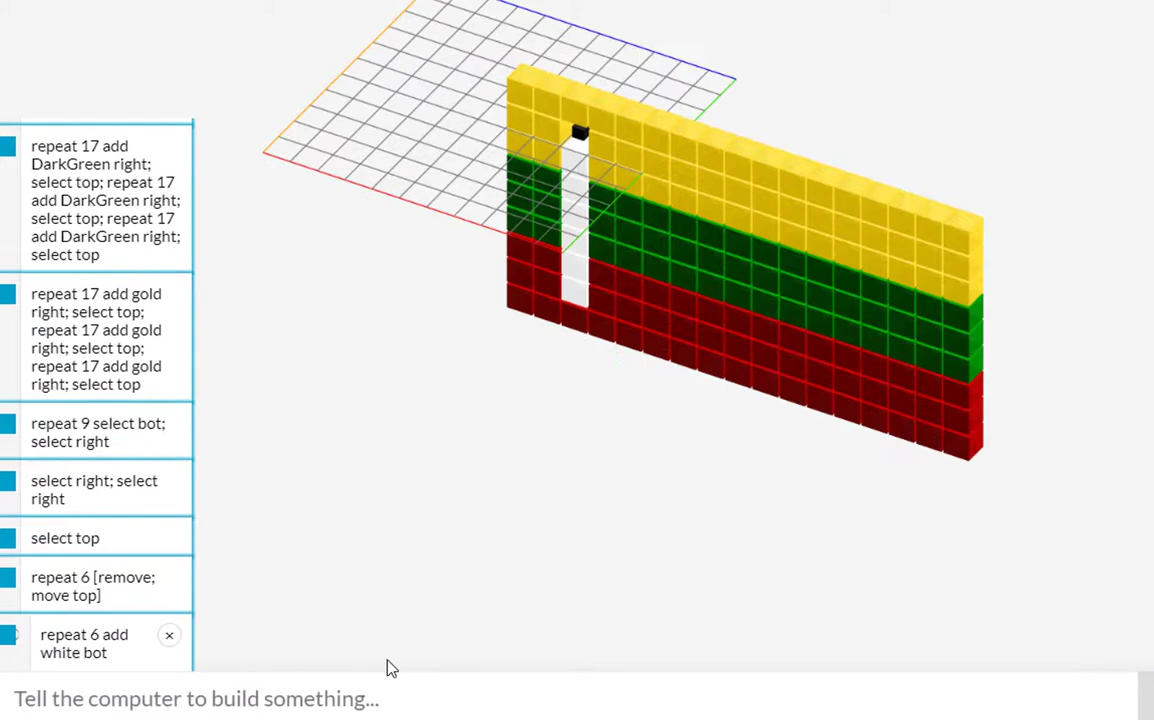 repeat 17 add
DarkGreen right;
select top; repeat 17
add DarkGreen right;
select top; repeat 17
add DarkGreen right;
select top
repeat 17 add gold
right; select top;
repeat 17 add gold
right; select top;
repeat 17 add gold
right; select top
repeat 9 select bot;
select right
select right; select
right
select top
repeat 6 [remove;
move top]
repeat 6 add
white bot
Tell the computer to build something...